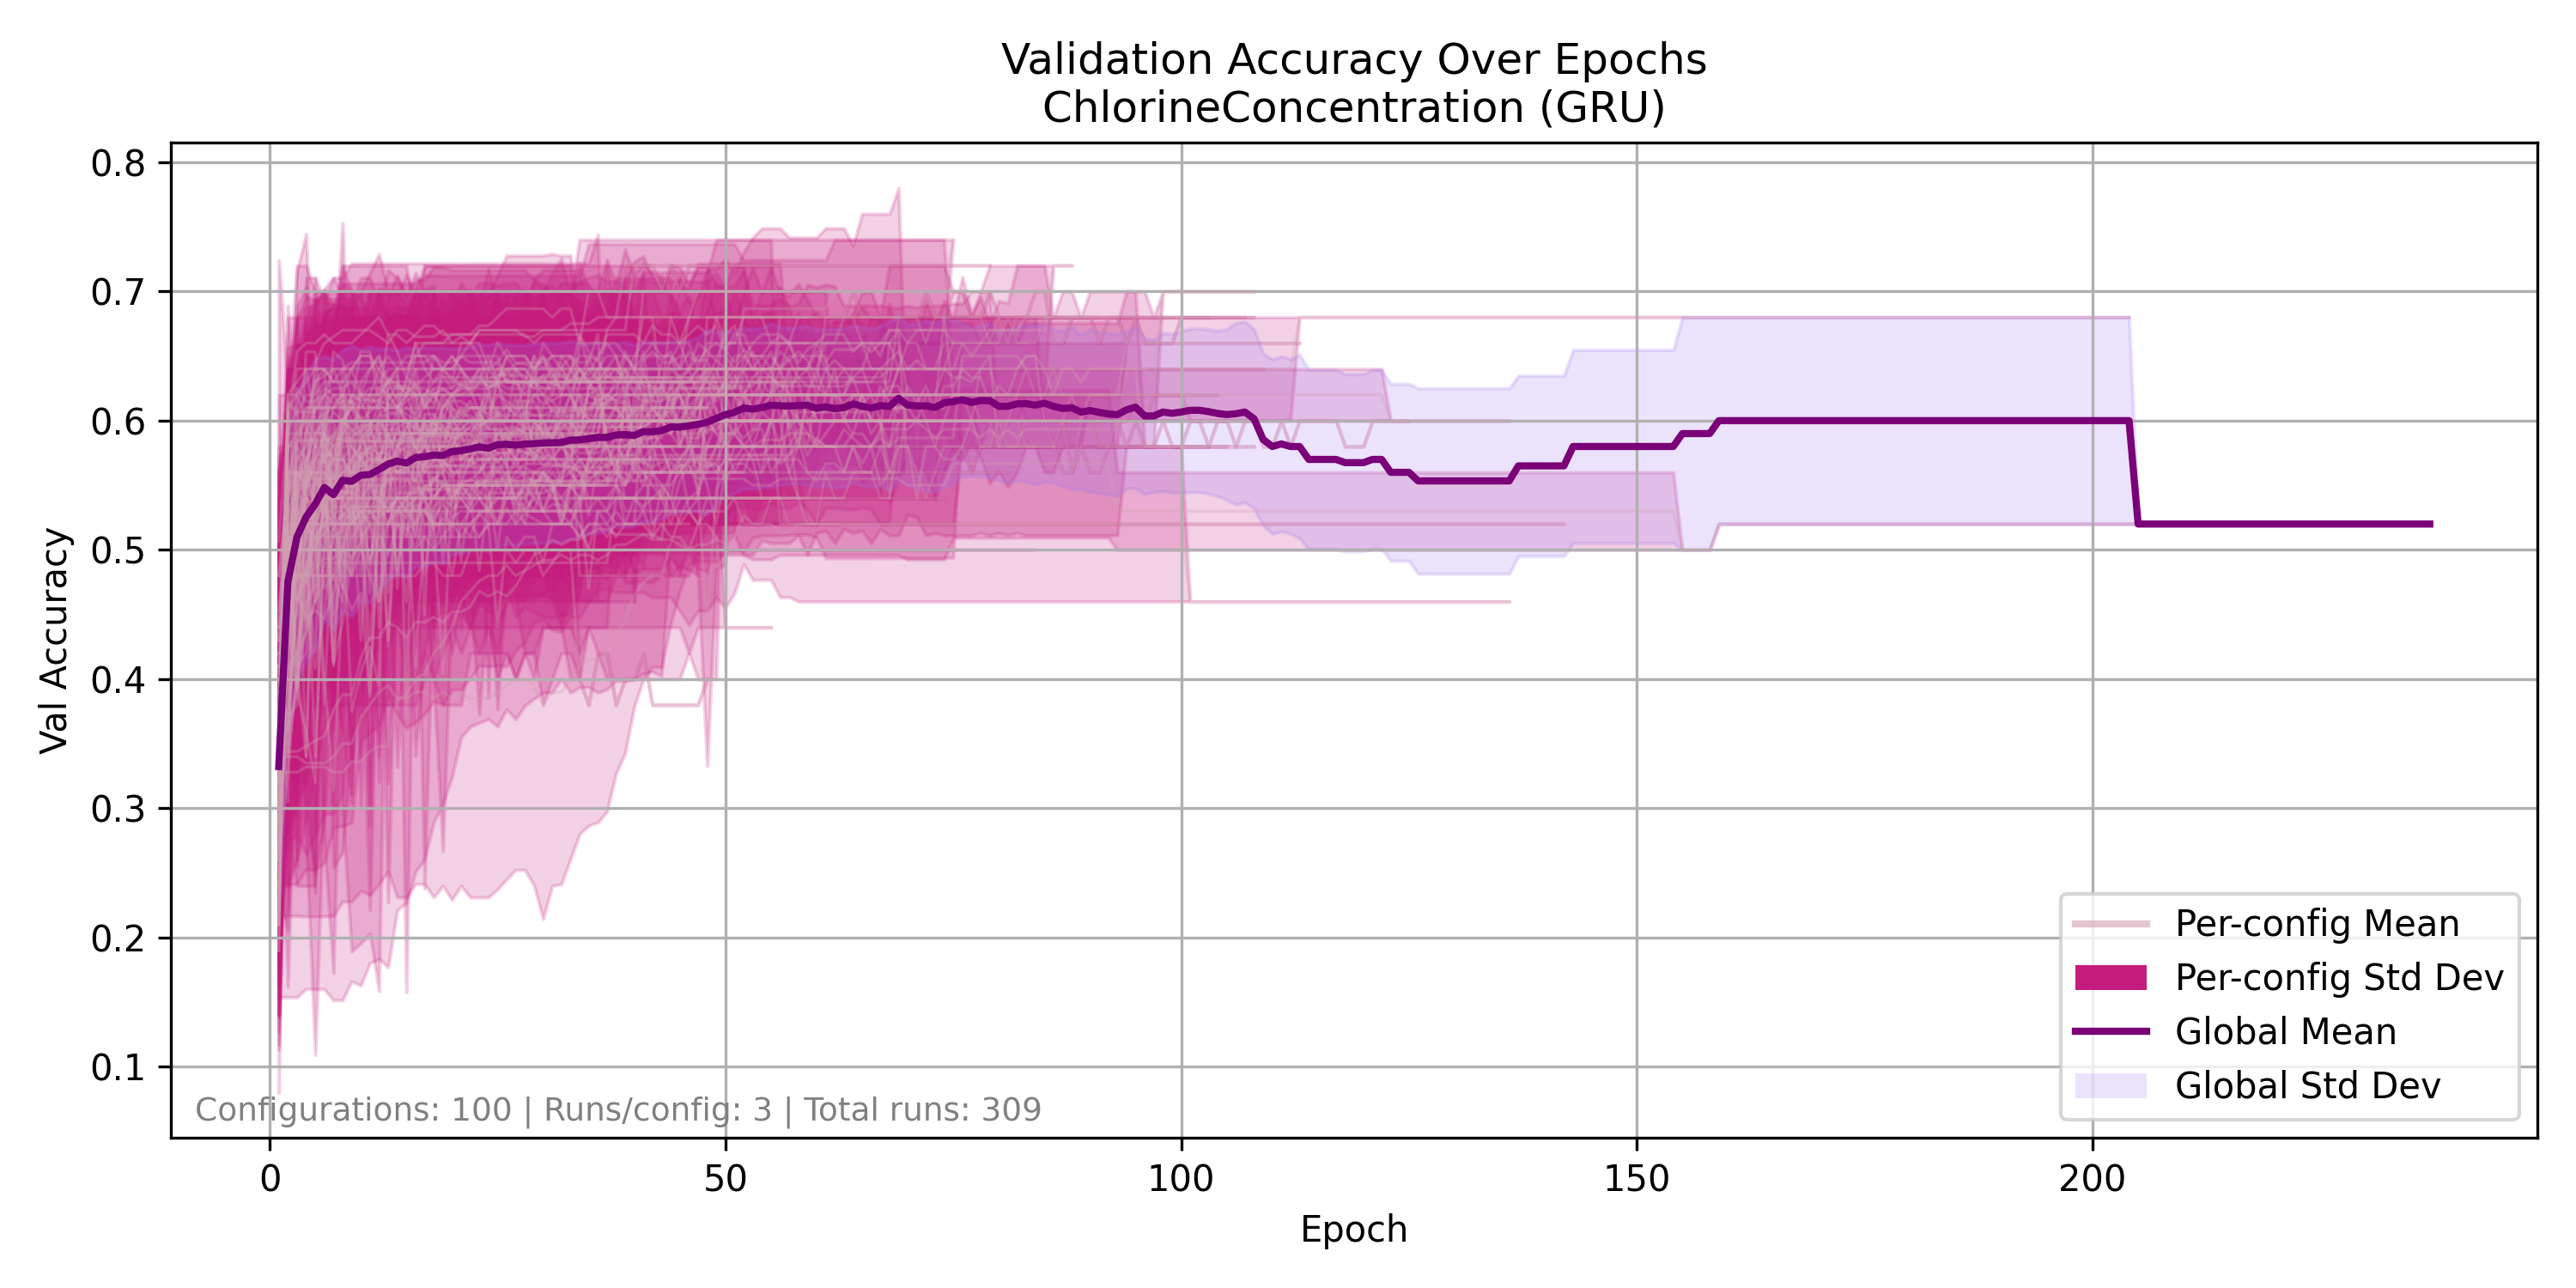 Validation Accuracy Over Epochs
ChlorineConcentration (GRU)
0.8
0.7
0.6
0.5
0.4
0.3
0.2
0.1
Val Accuracy
Per-config Mean
Per-config Std Dev
Global Mean
Global Std Dev
Configurations: 100 | Runs/config: 3 | Total runs: 309
0
50
100
150
200
Epoch